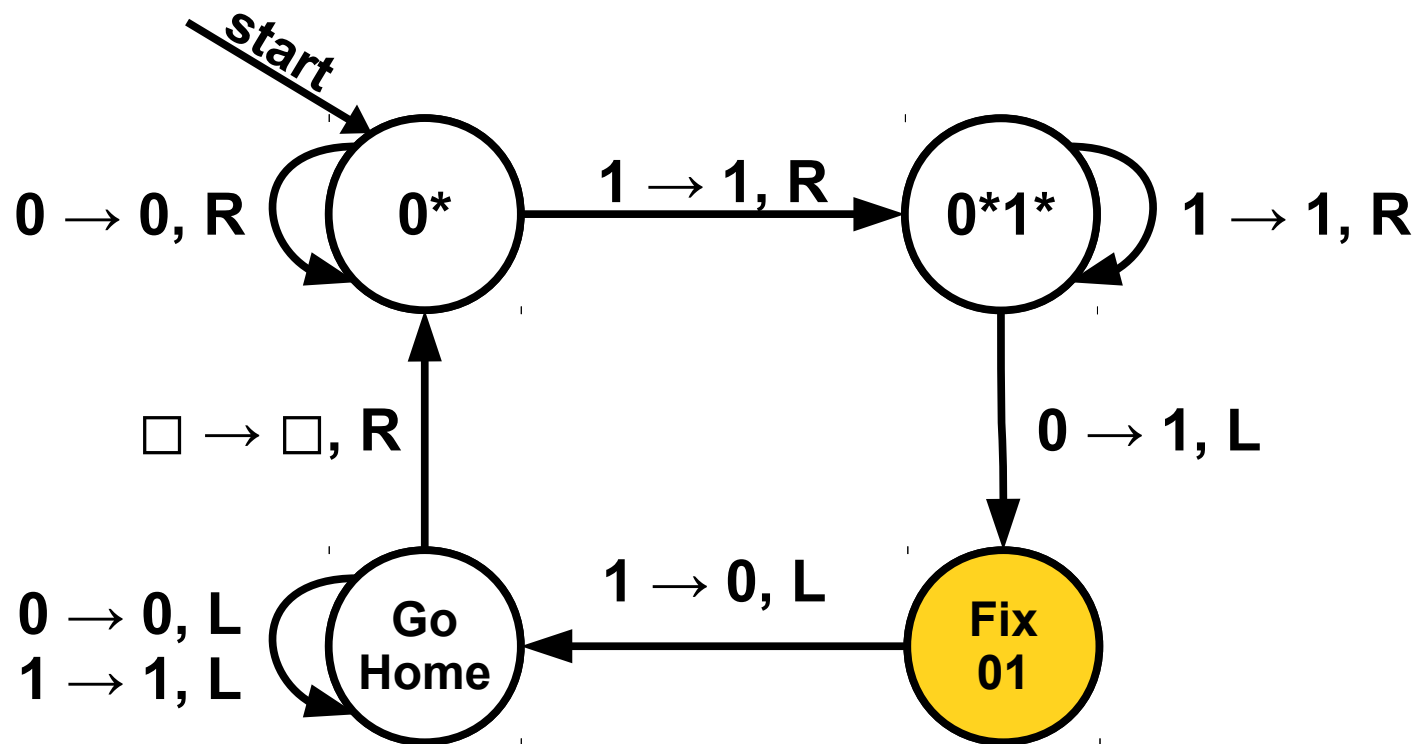 start
0 → 0, R
0*
1 → 1, R
0*1*
1 → 1, R
□ → □, R
0 → 1, L
0 → 0, L
1 → 1, L
Go
Home
1 → 0, L
Fix
01